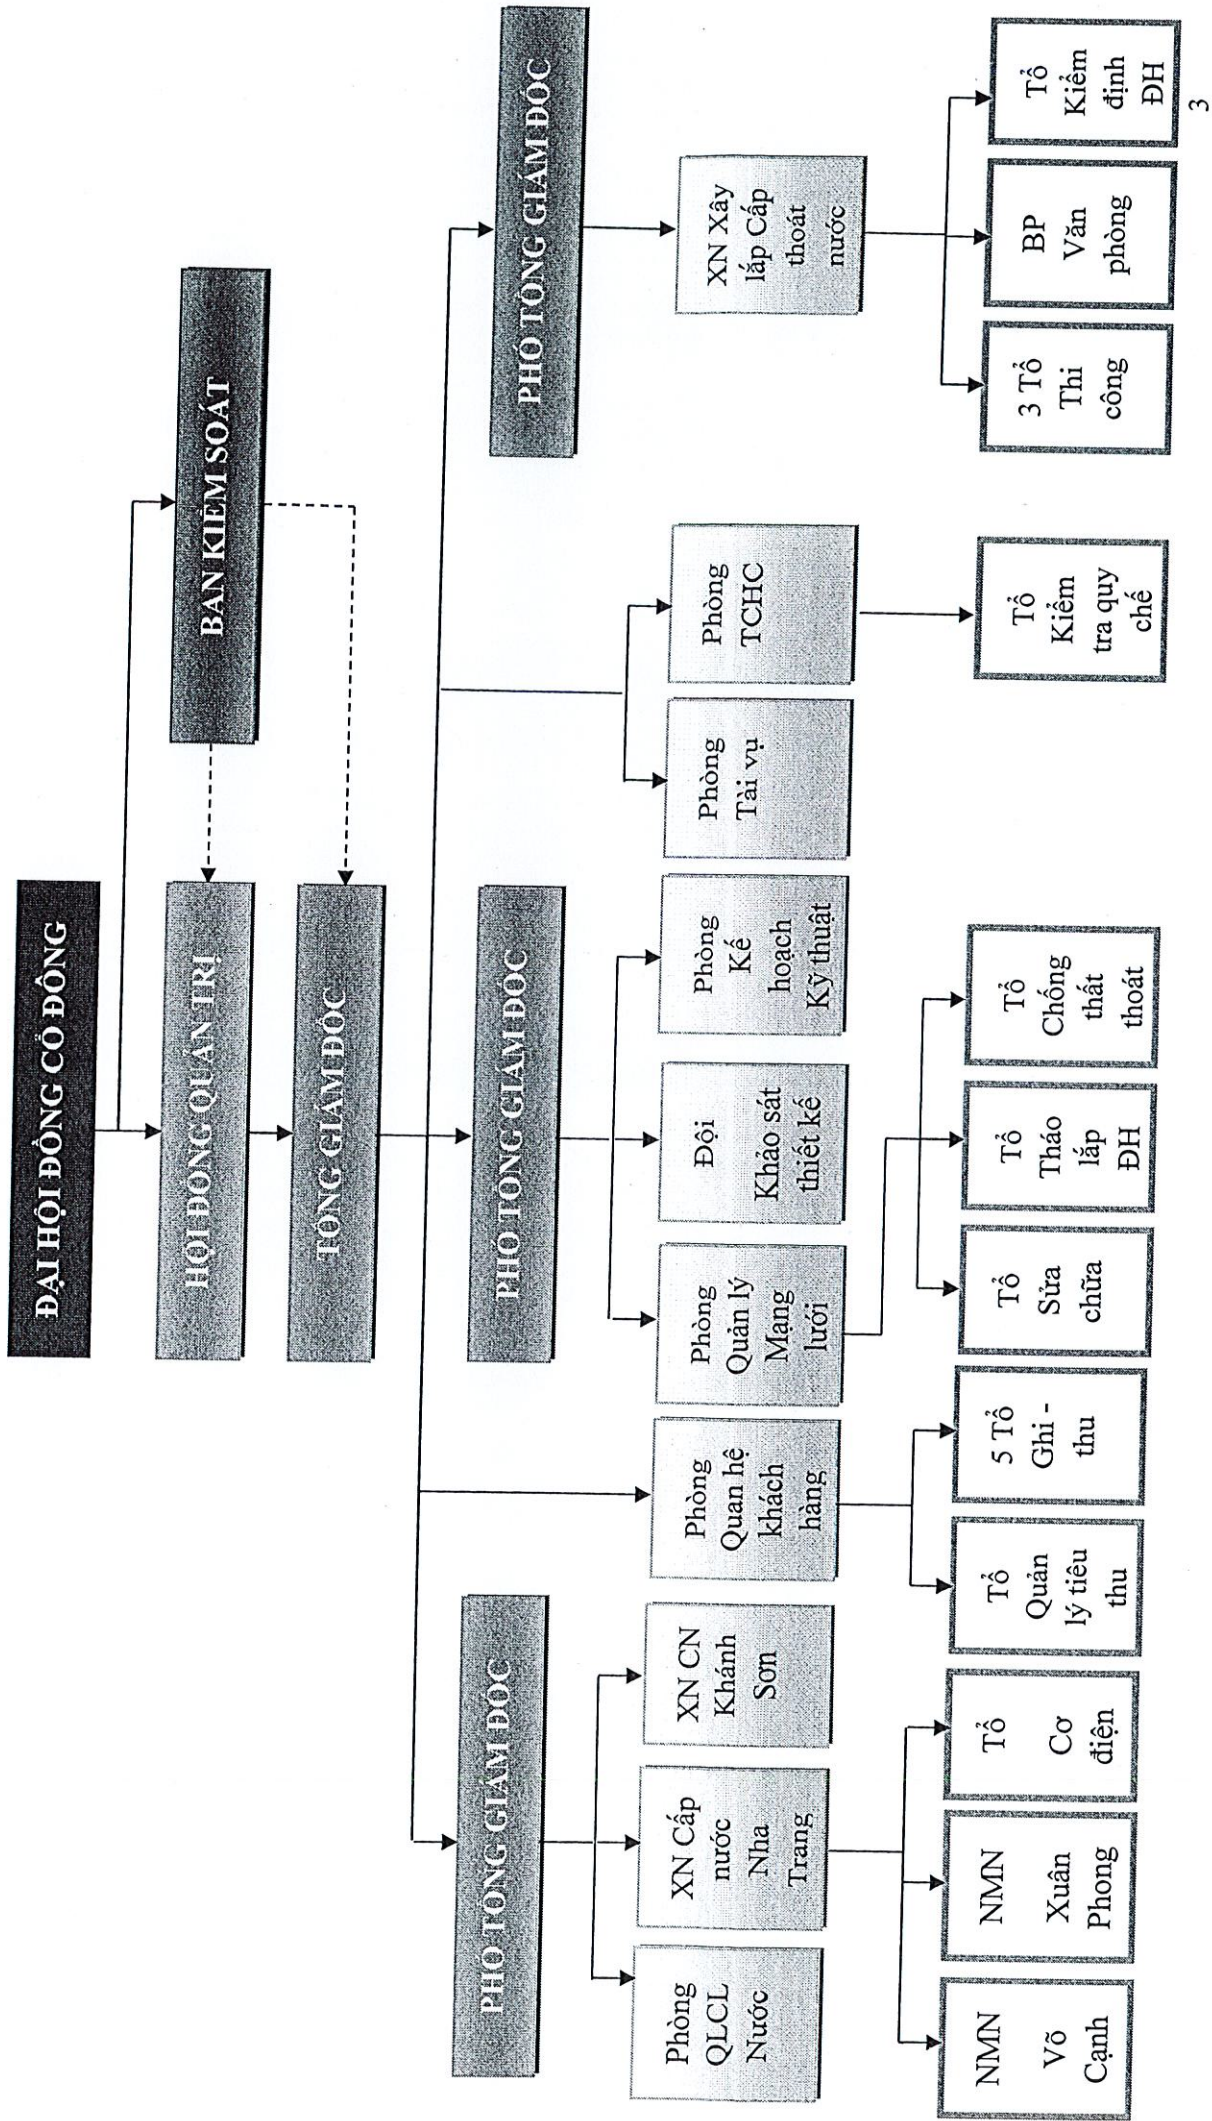 ĐẠI HỘI ĐỒNG CỔ ĐÔNG
BAN KIỂM SOÁT
HỘI ĐỒNG QUẢN TRỊ
TỔNG GIÁM ĐỐC
PHÓ TỔNG GIÁM ĐỐC
PHÓ TỔNG GIÁM ĐỐC
PHÓ TỔNG GIÁM ĐỐC
Phòng
QLCL
Nước
XN Cấp
nước
Nha
Trang
XN CN
Khánh
Sơn
Phòng
Quan hệ
khách
hàng
Phòng
Quản lý
Mạng
lưới
Đội
Khảo sát
thiết kế
Phòng
Kế
hoạch
Kỹ thuật
Phòng
Tài vụ
Phòng
TCHC
XN Xây
lắp Cấp
thoát
nước
NMN
Võ
Cạnh
NMN
Xuân
Phong
Tổ
Cơ
điện
Tổ
Quản
lý tiêu
thu
5 Tổ
Ghi -
thu
Tổ
Sửa
chữa
Tổ
Tháo
lắp
ĐH
Tổ
Chống
thất
thoát
Tổ
Kiểm
tra quy
chế
3 Tổ
Thi
công
BP
Văn
phòng
Tổ
Kiểm
định
ĐH
3